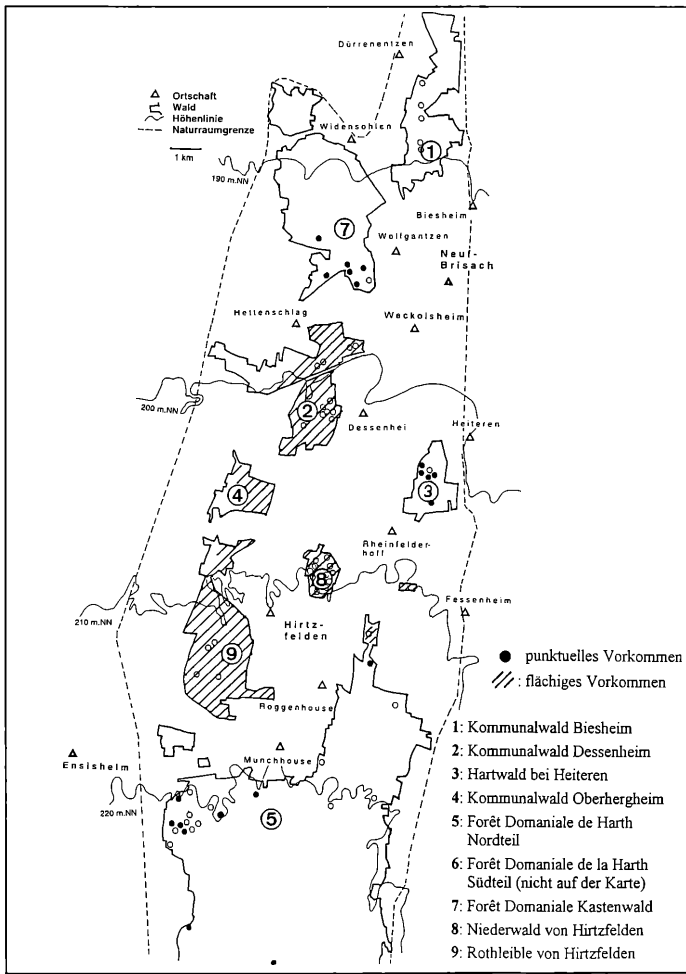 Dürrenentzen
Ortschaft
Wald
Höhenlinie
Naturraumgrenze
1 km
Widensohlen
1
190 m.NN
Biesheim
7
Wolfgantzen
Neuf-
Brisach
Hettenschlag
Weckolsheim
200 m.NN
2
Dessenhei
Heiteren
4
3
Rheinfelder-
hoff
8
210 m.NN
Fessenheim
Hirtz-
felden
9
● punktuelles Vorkommen
: flächiges Vorkommen
Roggenhouse
Ensisheim
Munchhouse
220 m.NN
5
1: Kommunalwald Biesheim
2: Kommunalwald Dessenheim
3: Hartwald bei Heiteren
4: Kommunalwald Oberhergheim
5: Forêt Domaniale de Harth
Nordteil
6: Forêt Domaniale de la Harth
Südteil (nicht auf der Karte)
7: Forêt Domaniale Kastenwald
8: Niederwald von Hirtzfelden
9: Rothleible von Hirtzfelden